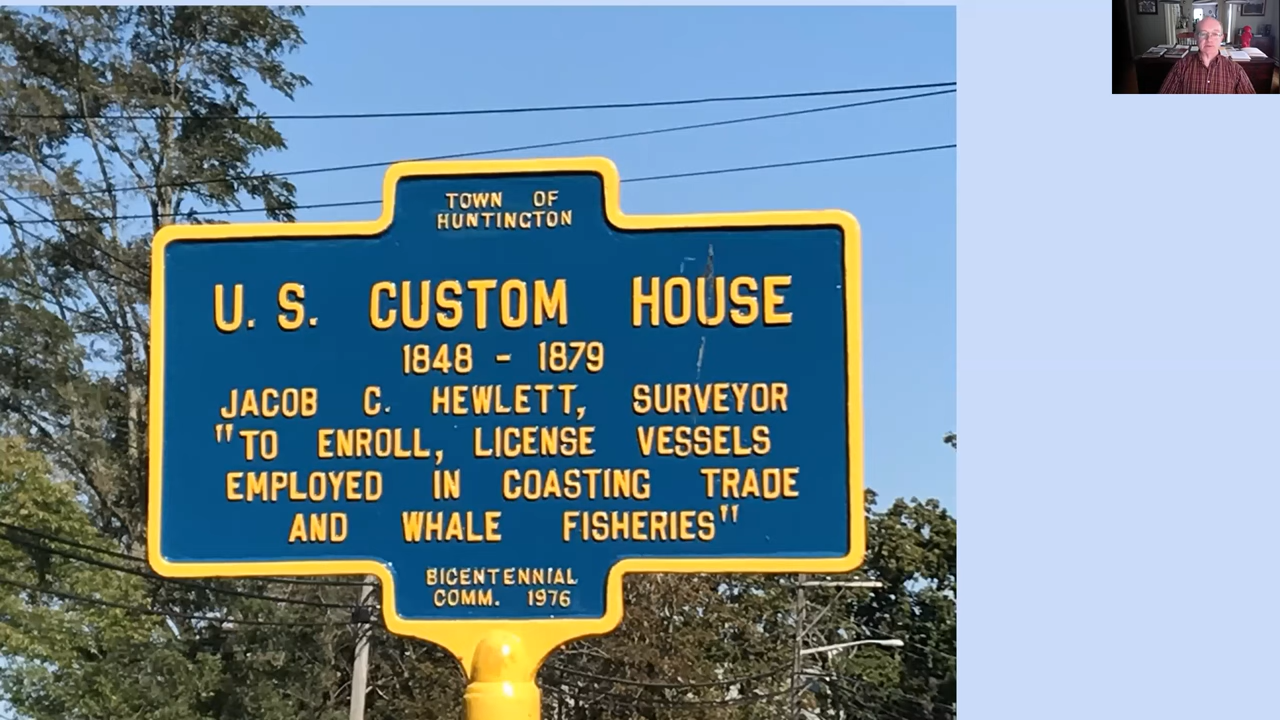 TOWN OF
HUNTINGTON
U.S. CUSTOM HOUSE
1848 - 1879
JACOB C. HEWLETT, SURVEYOR
"TO ENROLL, LICENSE VESSELS
EMPLOYED IN COASTING TRADE
AND WHALE FISHERIES"
BICENTENNIAL
COMM. 1976